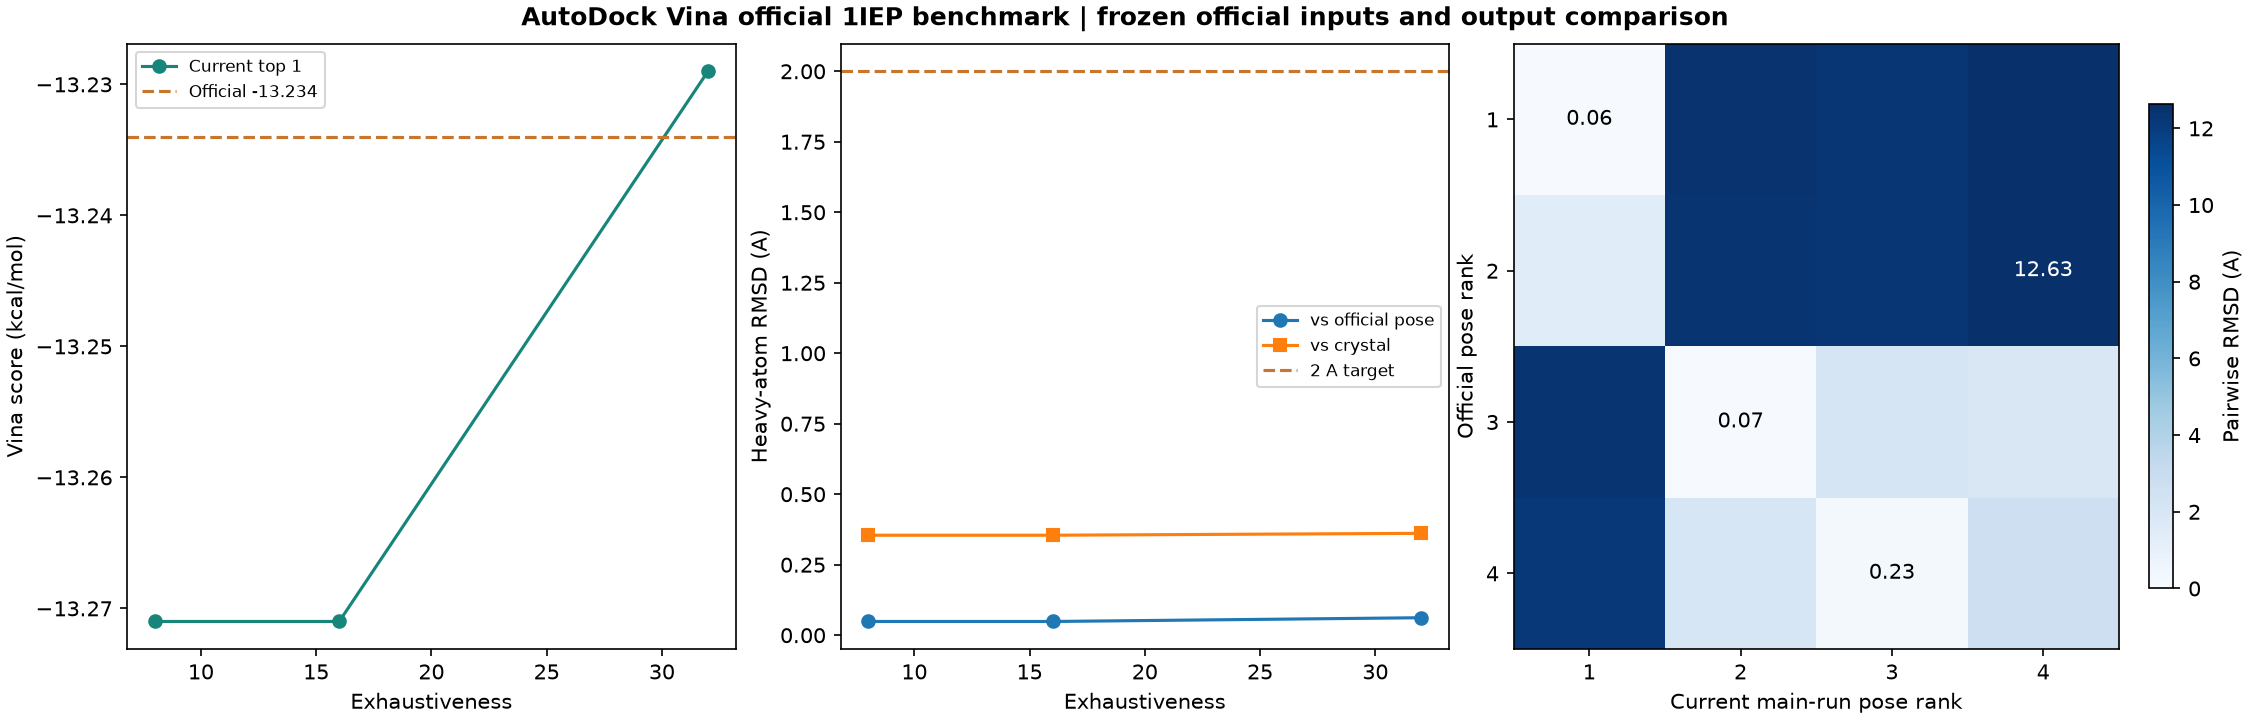 AutoDock Vina official 1IEP benchmark | frozen official inputs and output comparison
Vina score (kcal/mol)
−13.23
−13.24
−13.25
−13.26
−13.27
Current top 1
Official -13.234
10 15 20 25 30
Exhaustiveness
Heavy-atom RMSD (A)
2.00
1.75
1.50
1.25
1.00
0.75
0.50
0.25
0.00
vs official pose
vs crystal
2 A target
10 15 20 25 30
Exhaustiveness
Official pose rank
1
2
3
4
0.06
12.63
0.07
0.23
1 2 3 4
Current main-run pose rank
12
10
8
6
4
2
0
Pairwise RMSD (A)